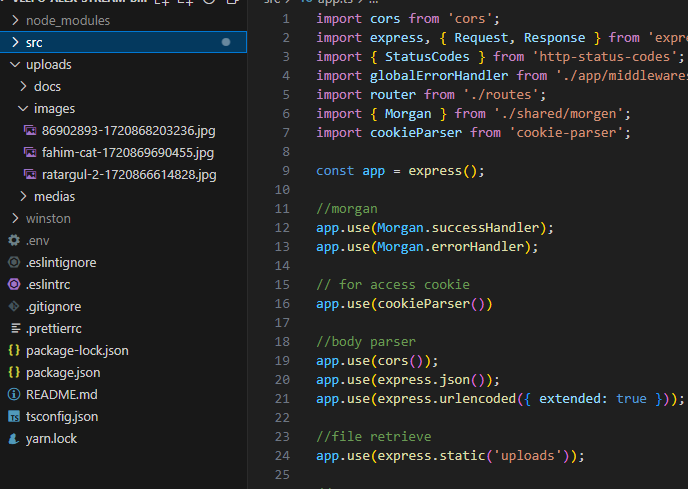 src > app.ts > ...
node_modules
src
uploads
docs
images
86902893-1720868203236.jpg
fahim-cat-1720869690455.jpg
ratargul-2-1720866614828.jpg
medias
winston
.env
.eslintignore
.eslintrc
.gitignore
.prettierrc
package-lock.json
package.json
README.md
tsconfig.json
yarn.lock
1 import cors from 'cors';
2 import express, { Request, Response } from 'expre
3 import { StatusCodes } from 'http-status-codes';
4 import globalErrorHandler from './app/middlewares
5 import router from './routes';
6 import { Morgan } from './shared/morgen';
7 import cookieParser from 'cookie-parser';
8
9 const app = express();
10
11 //morgan
12 app.use(Morgan.successHandler);
13 app.use(Morgan.errorHandler);
14
15 // for access cookie
16 app.use(cookieParser())
17
18 //body parser
19 app.use(cors());
20 app.use(express.json());
21 app.use(express.urlencoded({ extended: true }));
22
23 //file retrieve
24 app.use(express.static('uploads'));
25